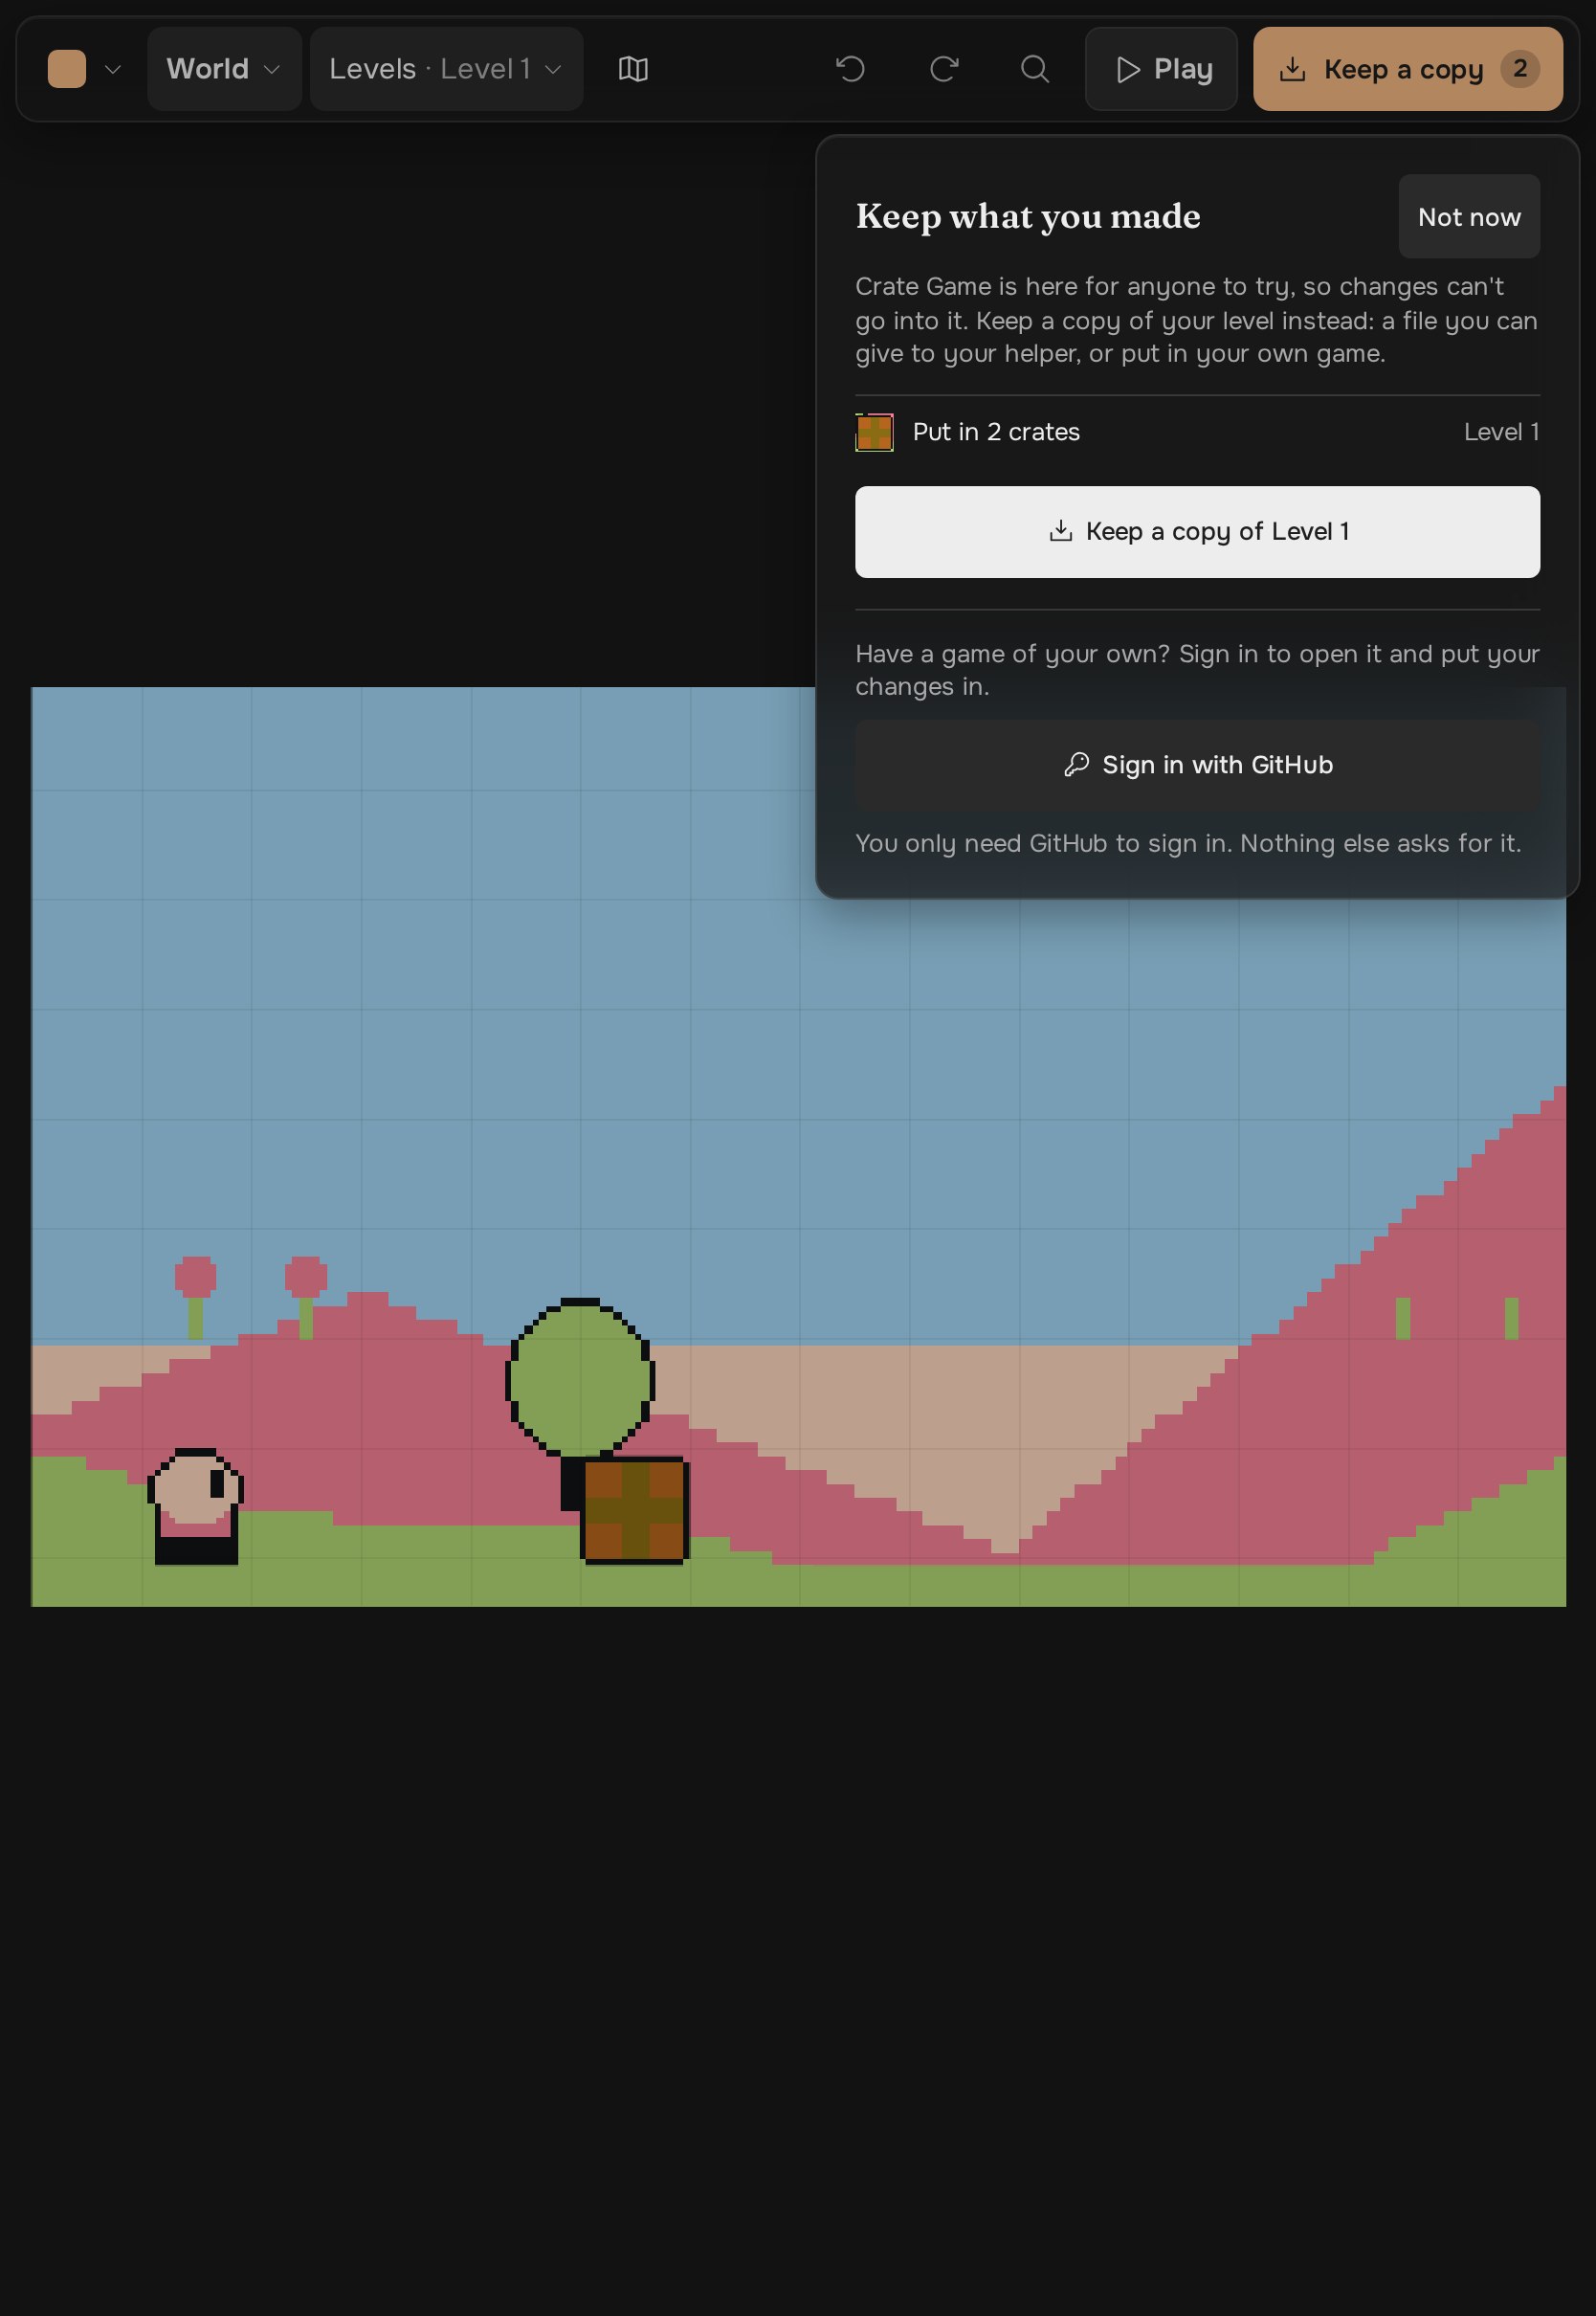 World
Levels · Level 1
Play
Keep a copy 2
Keep what you made
Not now
Crate Game is here for anyone to try, so changes can't
go into it. Keep a copy of your level instead: a file you can
give to your helper, or put in your own game.
Put in 2 crates
Level 1
Keep a copy of Level 1
Have a game of your own? Sign in to open it and put your
changes in.
Sign in with GitHub
You only need GitHub to sign in. Nothing else asks for it.